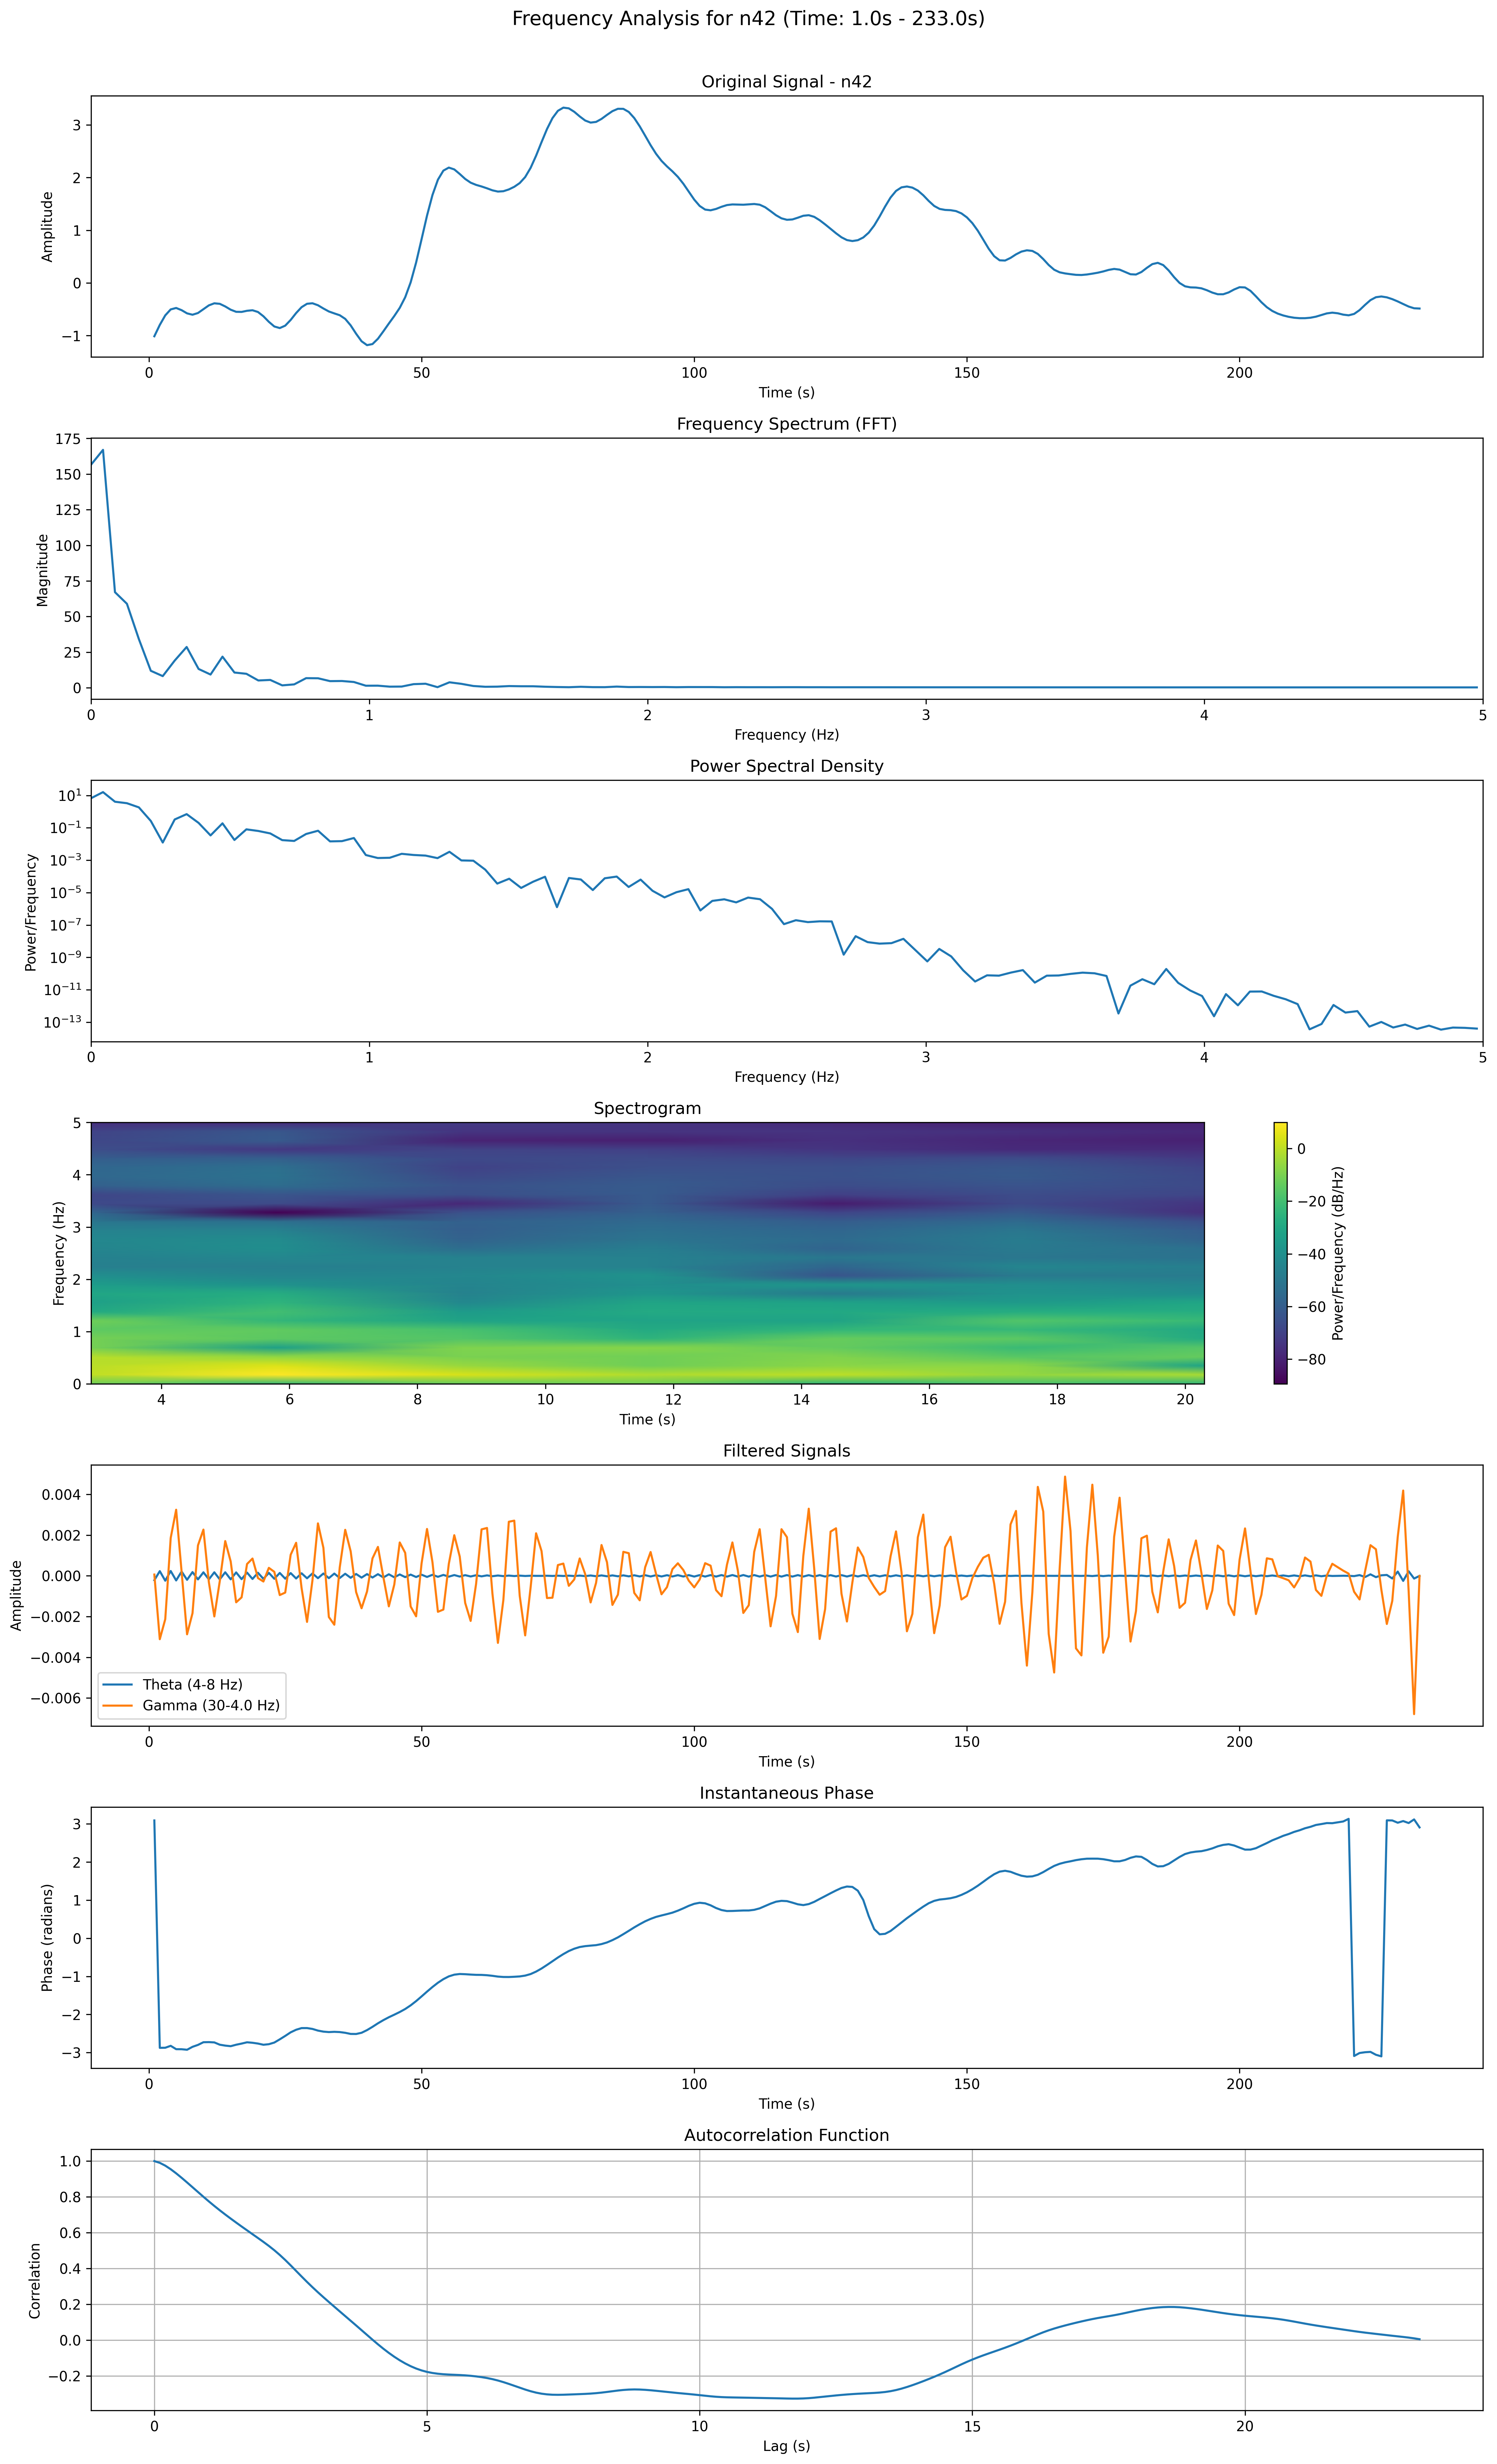 Frequency Analysis for n42 (Time: 1.0s - 233.0s)
Original Signal - n42
Amplitude
3
2
1
0
−1
0 50 100 150 200
Time (s)
Frequency Spectrum (FFT)
Magnitude
175
150
125
100
75
50
25
0
0 1 2 3 4 5
Frequency (Hz)
Power Spectral Density
Power/Frequency
10¹
10⁻¹
10⁻³
10⁻⁵
10⁻⁷
10⁻⁹
10⁻¹¹
10⁻¹³
0 1 2 3 4 5
Frequency (Hz)
Spectrogram
Frequency (Hz)
5
4
3
2
1
0
4 6 8 10 12 14 16 18 20
Time (s)
0
−20
−40
−60
−80
Power/Frequency (dB/Hz)
Filtered Signals
Amplitude
0.004
0.002
0.000
−0.002
−0.004
−0.006
Theta (4-8 Hz)
Gamma (30-4.0 Hz)
0 50 100 150 200
Time (s)
Instantaneous Phase
Phase (radians)
3
2
1
0
−1
−2
−3
0 50 100 150 200
Time (s)
Autocorrelation Function
Correlation
1.0
0.8
0.6
0.4
0.2
0.0
−0.2
0 5 10 15 20
Lag (s)